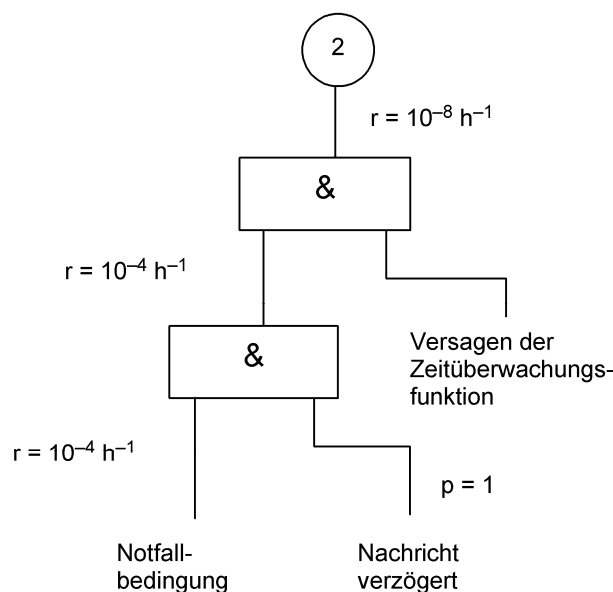 2
r = 10⁻⁸ h⁻¹
&
r = 10⁻⁴ h⁻¹
&
Versagen der
Zeitüberwachungs-
funktion
r = 10⁻⁴ h⁻¹
p = 1
Notfall-
bedingung
Nachricht
verzögert